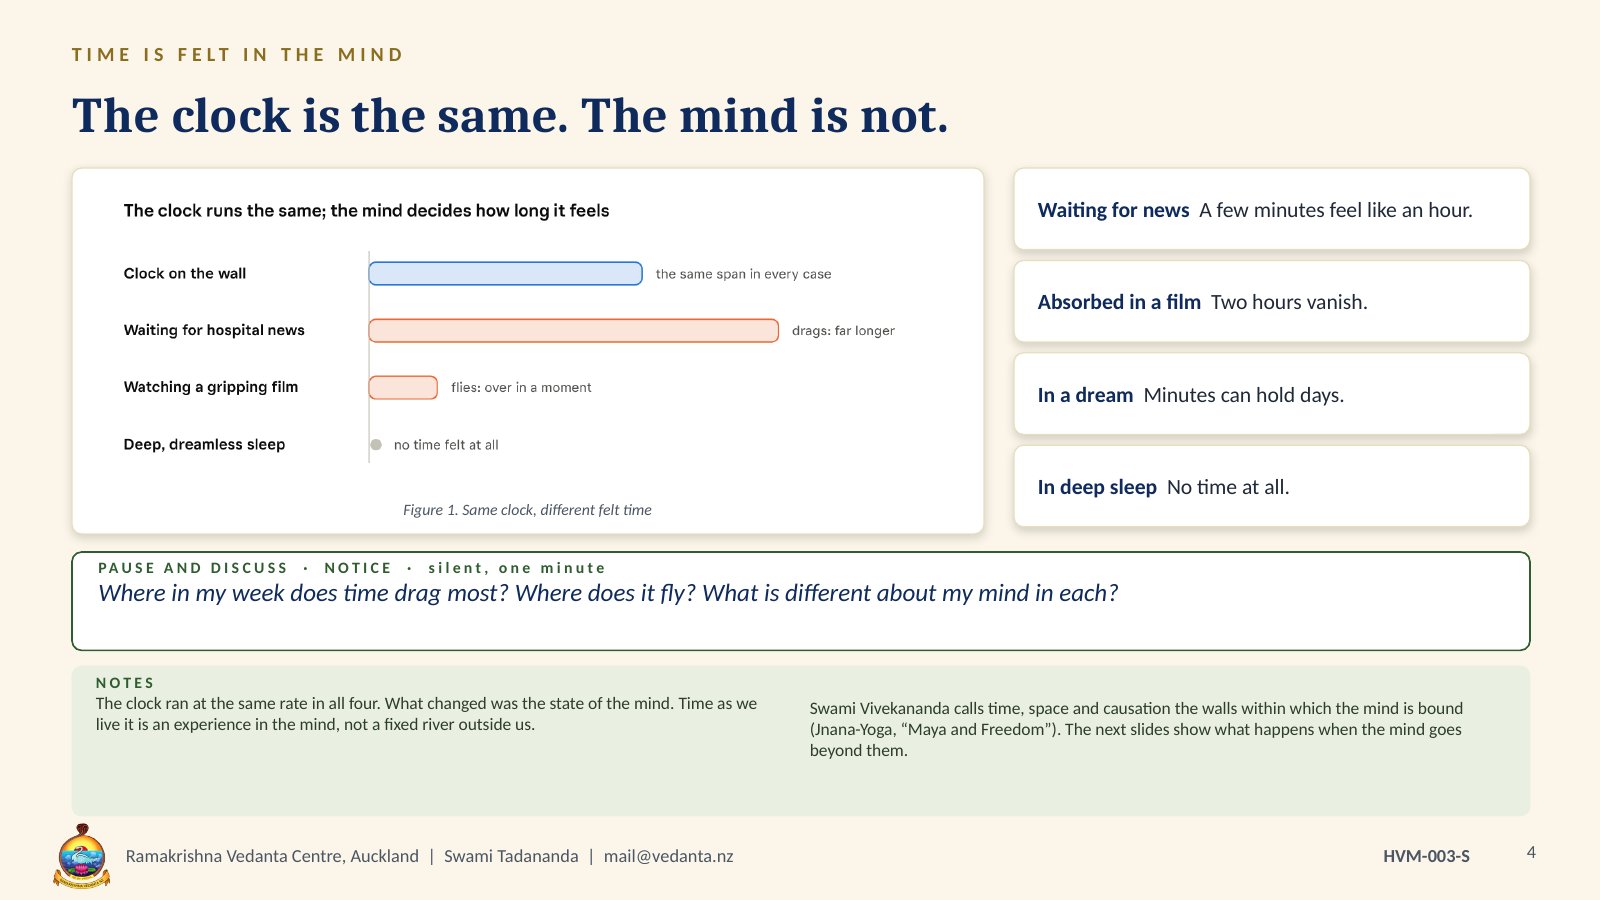 TIME IS FELT IN THE MIND
The clock is the same. The mind is not.
The clock runs the same; the mind decides how long it feels
Clock on the wall
the same span in every case
Waiting for hospital news
drags: far longer
Watching a gripping film
flies: over in a moment
Deep, dreamless sleep
no time felt at all
Figure 1. Same clock, different felt time
Waiting for news A few minutes feel like an hour.
Absorbed in a film Two hours vanish.
In a dream Minutes can hold days.
In deep sleep No time at all.
PAUSE AND DISCUSS · NOTICE · silent, one minute
Where in my week does time drag most? Where does it fly? What is different about my mind in each?
NOTES
The clock ran at the same rate in all four. What changed was the state of the mind. Time as we
live it is an experience in the mind, not a fixed river outside us.
Swami Vivekananda calls time, space and causation the walls within which the mind is bound
(Jnana-Yoga, “Maya and Freedom”). The next slides show what happens when the mind goes
beyond them.
Ramakrishna Vedanta Centre, Auckland | Swami Tadananda | mail@vedanta.nz
HVM-003-S
4